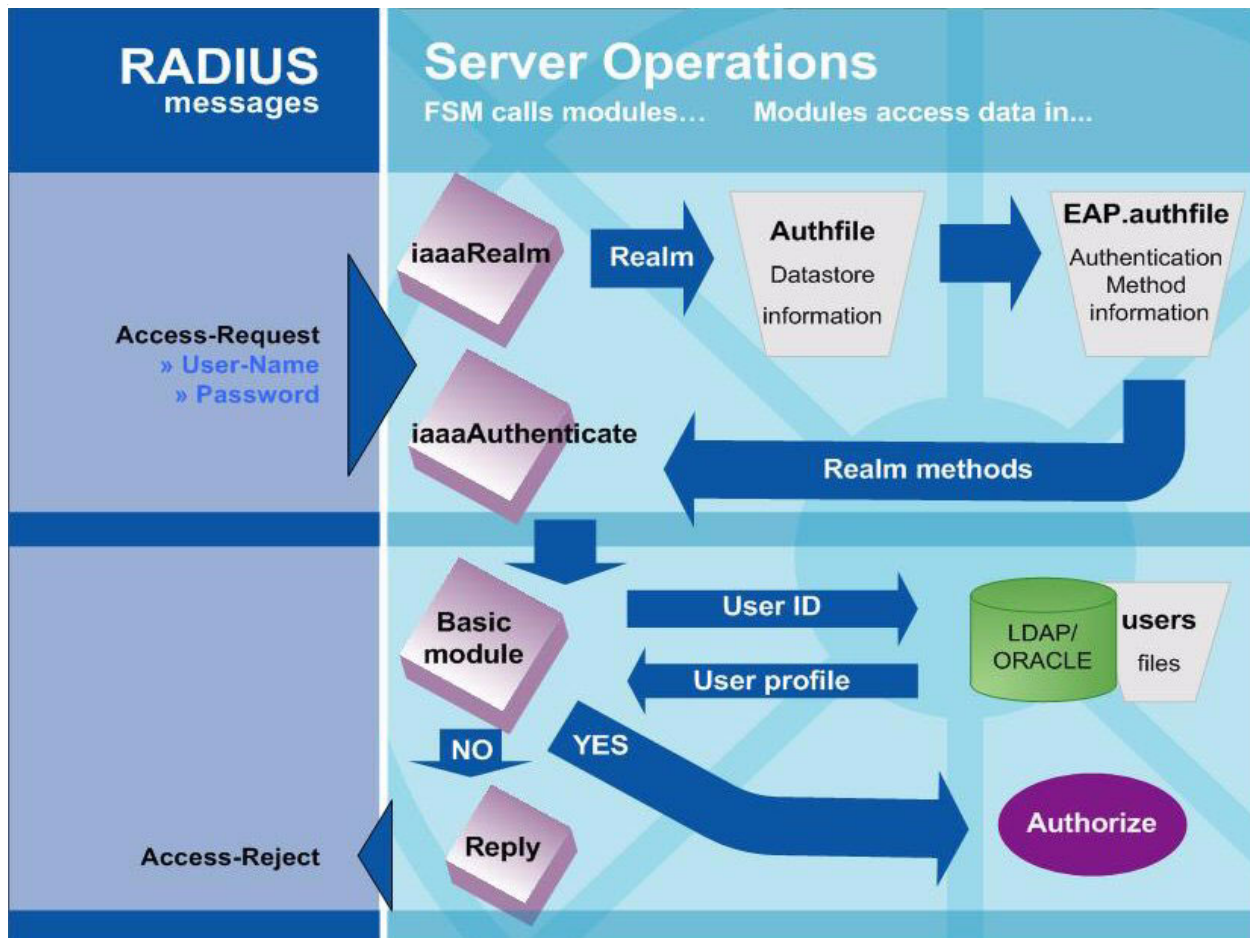 RADIUS
messages
Server Operations
FSM calls modules… Modules access data in...
iaaaRealm
Realm
Authfile
Datastore
information
EAP.authfile
Authentication
Method
information
Access-Request
» User-Name
» Password
iaaaAuthenticate
Realm methods
Basic
module
User ID
User profile
LDAP/
ORACLE
users
files
NO
YES
Authorize
Reply
Access-Reject